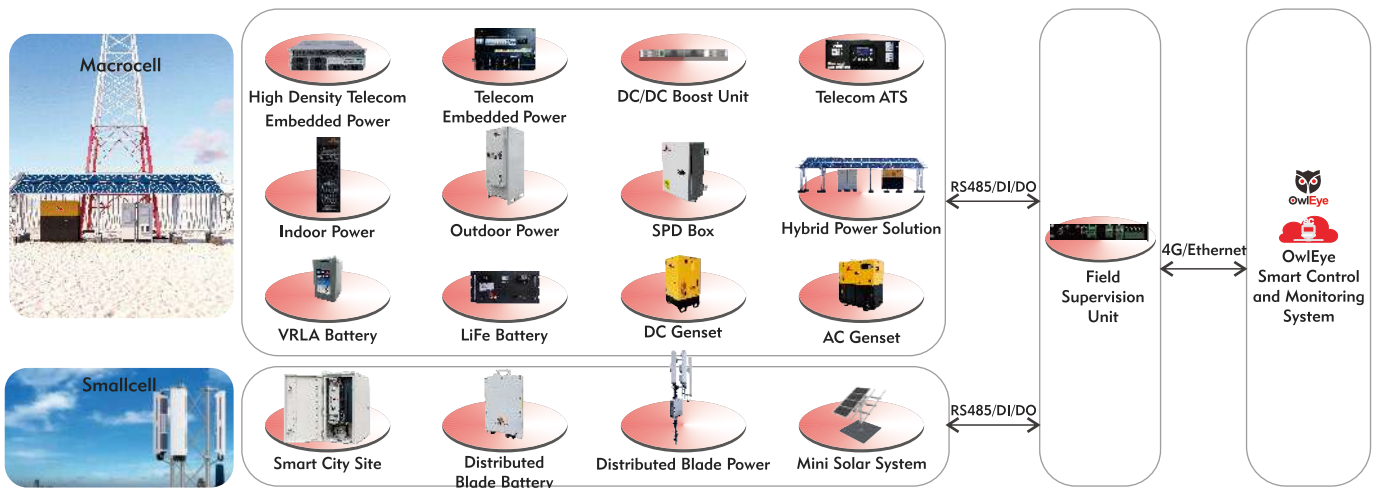 Macrocell
High Density Telecom
Embedded Power
Telecom
Embedded Power
DC/DC Boost Unit
Telecom ATS
Indoor Power
Outdoor Power
SPD Box
Hybrid Power Solution
VRLA Battery
LiFe Battery
DC Genset
AC Genset
RS485/DI/DO
Smallcell
Smart City Site
Distributed
Blade Battery
Distributed Blade Power
Mini Solar System
RS485/DI/DO
Field
Supervision
Unit
4G/Ethernet
OwlEye
OwlEye
Smart Control
and Monitoring
System